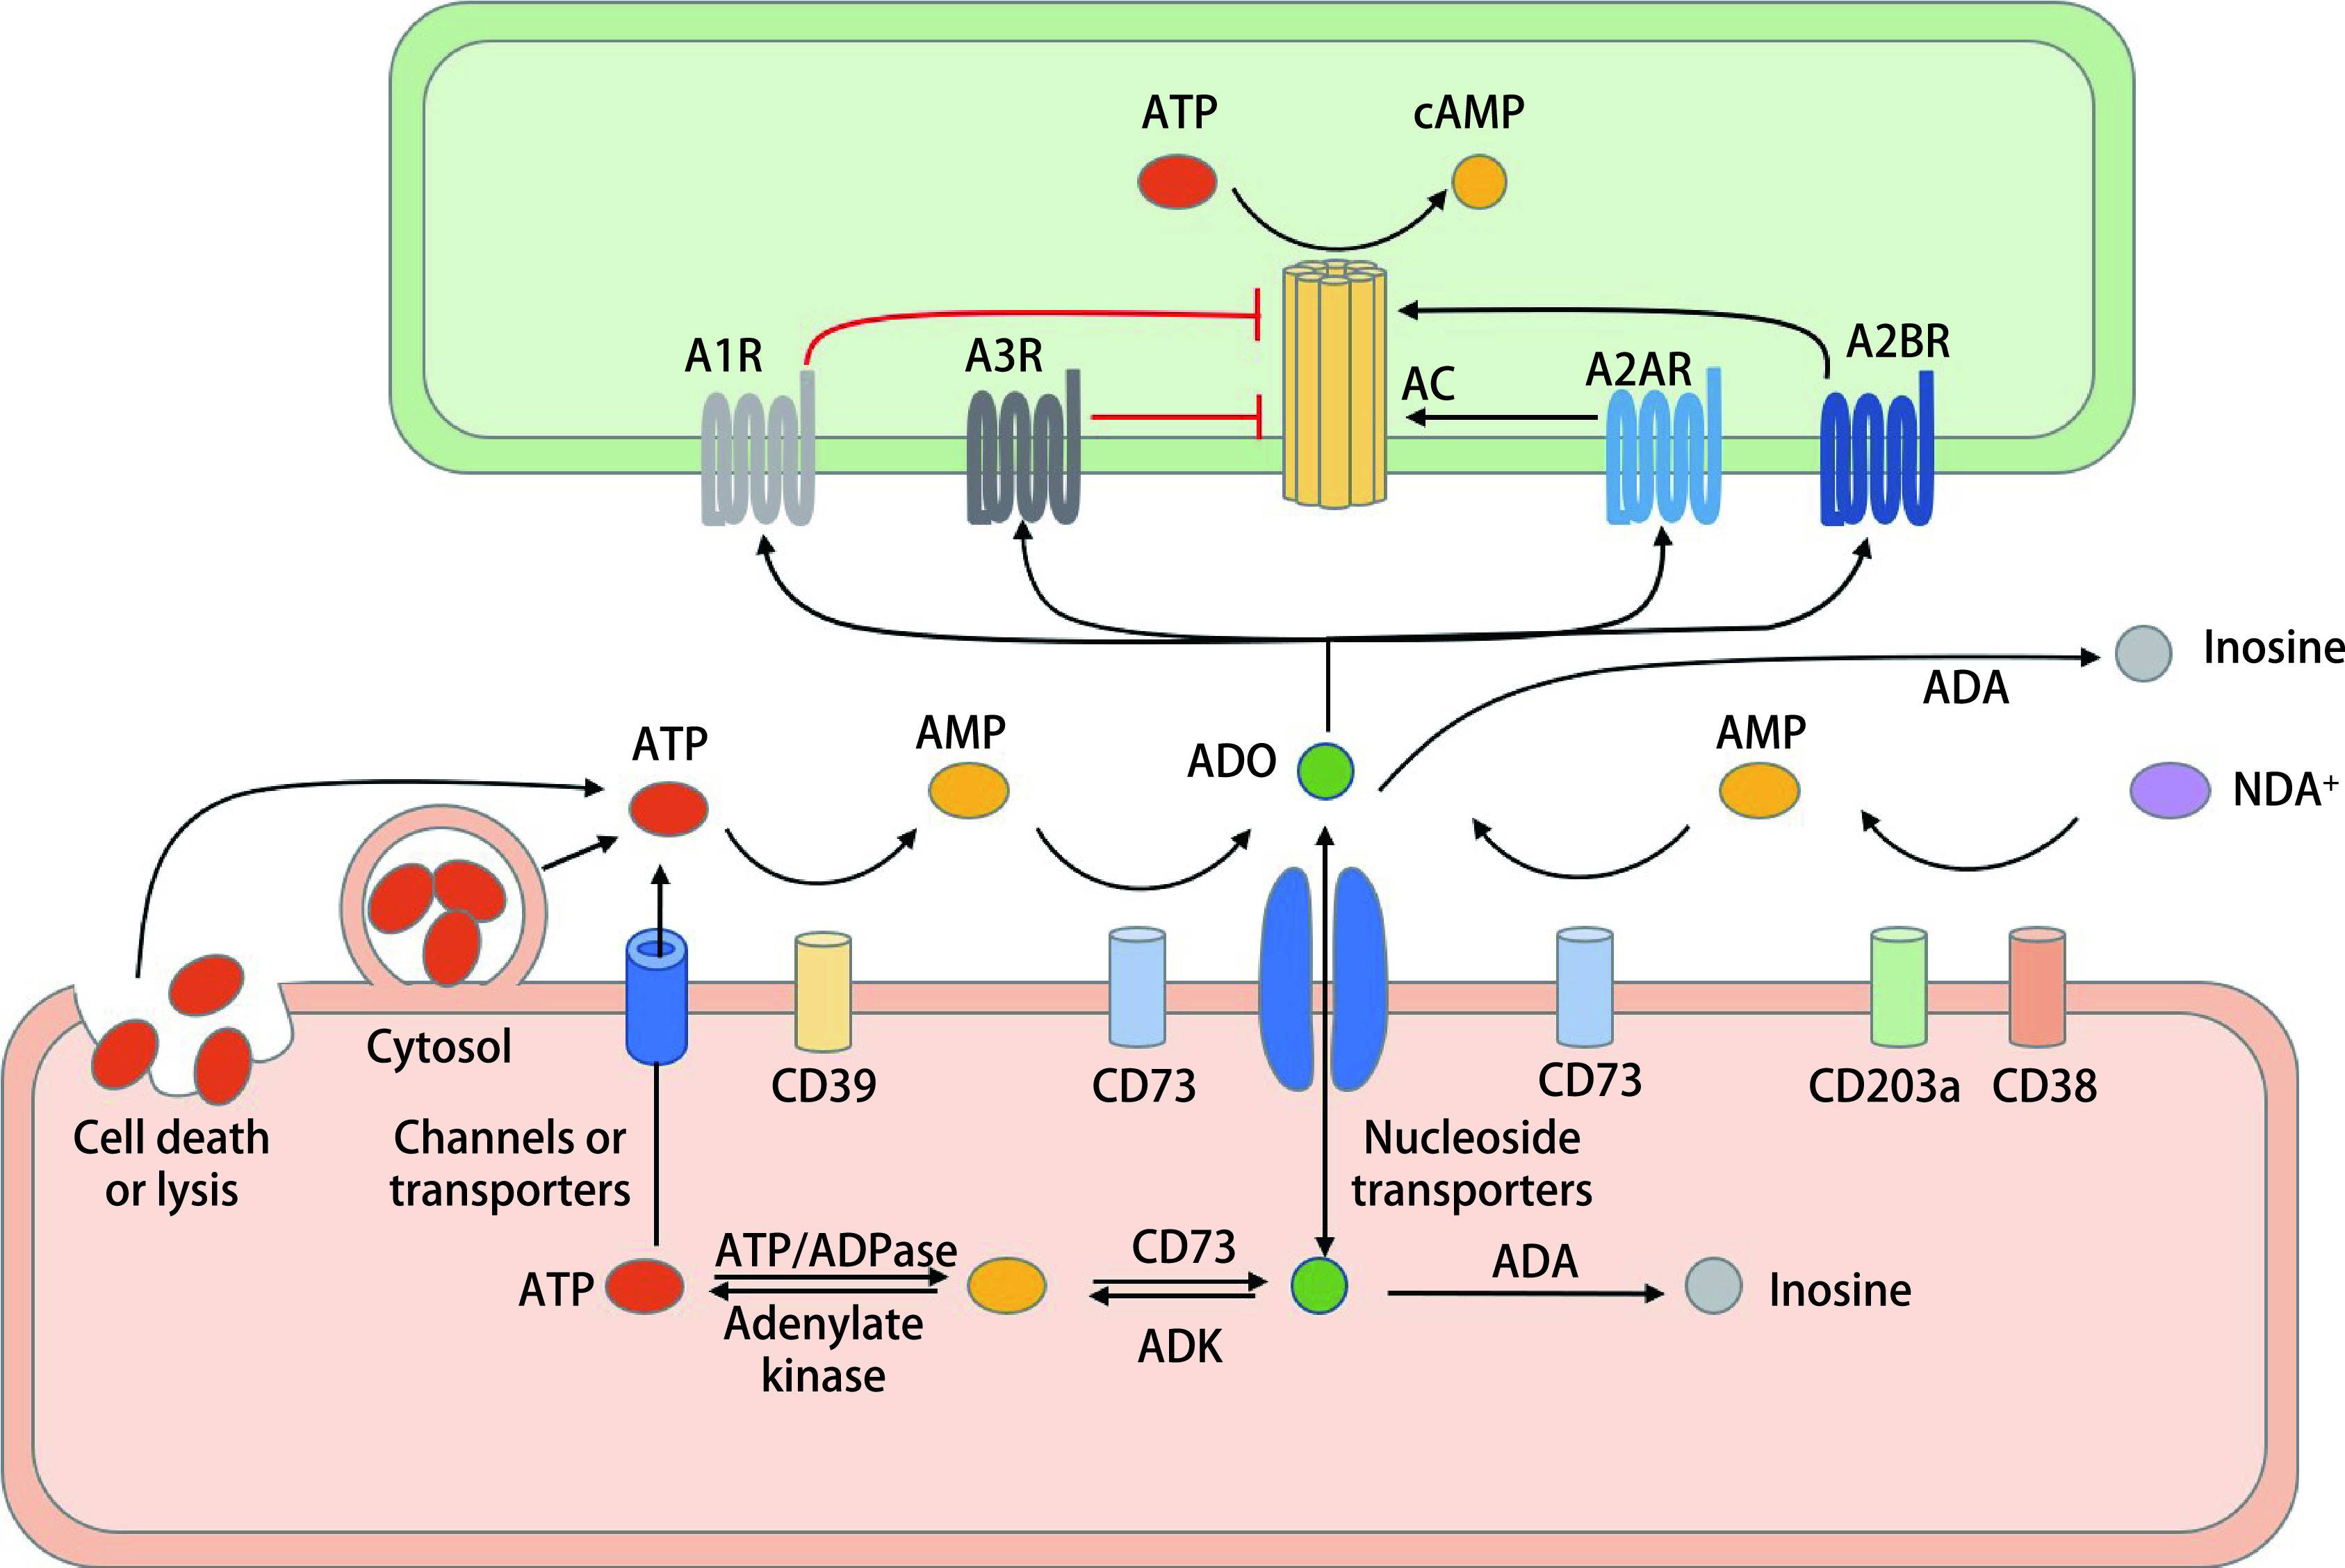 ATP
cAMP
A1R
A3R
AC
A2AR
A2BR
Inosine
ADA
ATP
AMP
ADO
AMP
NDA+
Cytosol
CD39
CD73
CD73
CD203a
CD38
Cell death
or lysis
Channels or
transporters
Nucleoside
transporters
ATP
ATP/ADPase
Adenylate
kinase
CD73
ADK
ADA
Inosine